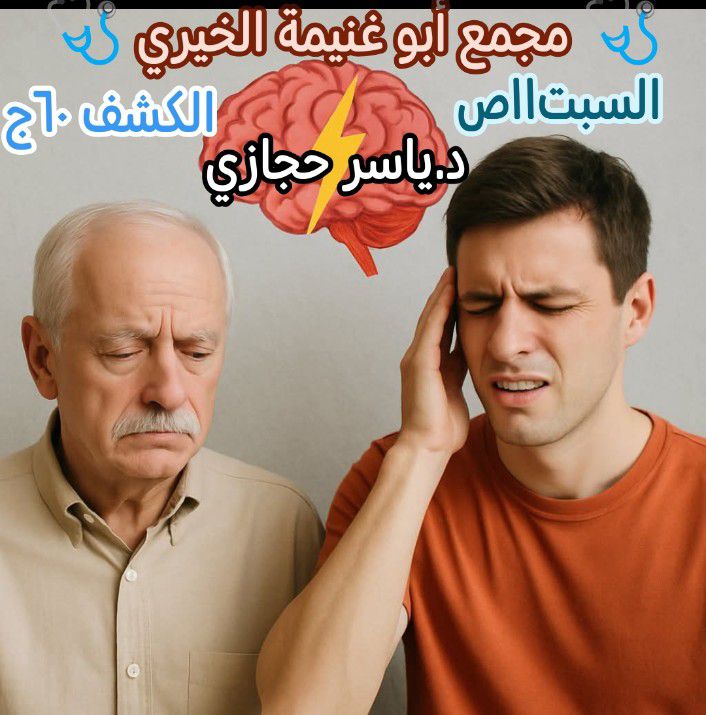 مجمع أبو غنيمة الخيري
السبت١١ص
الكشف ٦٠ج
د.ياسر حجازي